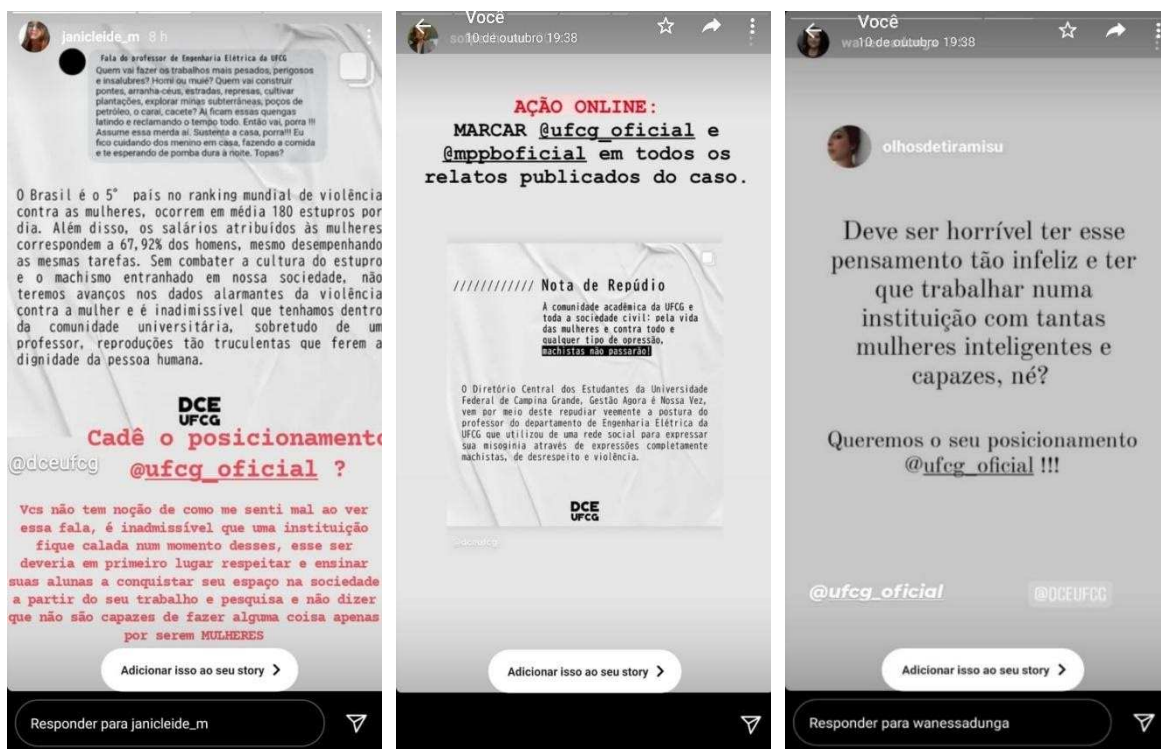 janicleide_m 8 h
Fala do professor de Engenharia Elétrica da UFCG
Quem vai fazer os trabalhos mais pesados, perigosos
e insalubres? Homi ou muié? Quem vai construir
pontes, arranha-céus, estradas, represas, cultivar
plantações, explorar minas subterrâneas, poços de
petróleo, o carai, cacete? Aí ficam essas quengas
latindo e reclamando o tempo todo. Então vai, porra !!!
Assume essa merda aí. Sustenta a casa, porra!!! Eu
fico cuidando dos menino em casa, fazendo a comida
e te esperando de pomba dura à noite. Topas?
O Brasil é o 5° país no ranking mundial de violência
contra as mulheres, ocorrem em média 180 estupros por
dia. Além disso, os salários atribuídos às mulheres
correspondem a 67,92% dos homens, mesmo desempenhando
as mesmas tarefas. Sem combater a cultura do estupro
e o machismo entranhado em nossa sociedade, não
teremos avanços nos dados alarmantes da violência
contra a mulher e é inadimissível que tenhamos dentro
da comunidade universitária, sobretudo de um
professor, reproduções tão truculentas que ferem a
dignidade da pessoa humana.
DCE
UFCG
Cadê o posicionamento
@dceufcg
@ufcg_oficial ?
Vcs não tem noção de como me senti mal ao ver
essa fala, é inadmissível que uma instituição
fique calada num momento desses, esse ser
deveria em primeiro lugar respeitar e ensinar
suas alunas a conquistar seu espaço na sociedade
a partir do seu trabalho e pesquisa e não dizer
que não são capazes de fazer alguma coisa apenas
por serem MULHERES
Adicionar isso ao seu story
Responder para janicleide_m
Você
10 de outubro 19:38
AÇÃO ONLINE:
MARCAR @ufcg_oficial e
@mppboficial em todos os
relatos publicados do caso.
//////////// Nota de Repúdio
À comunidade acadêmica da UFCG e
toda a sociedade civil: pela vida
das mulheres e contra todo e
qualquer tipo de opressão,
machistas não passarão!
O Diretório Central dos Estudantes da Universidade
Federal de Campina Grande, Gestão Agora é Nossa Vez,
vem por meio deste repudiar veemente a postura do
professor do departamento de Engenharia Elétrica da
UFCG que utilizou de uma rede social para expressar
sua misoginia através de expressões completamente
machistas, de desrespeito e violência.
DCE
UFCG
@dceufcg
Adicionar isso ao seu story
Você
10 de outubro 19:38
olhosdetiramisu
Deve ser horrível ter esse
pensamento tão infeliz e ter
que trabalhar numa
instituição com tantas
mulheres inteligentes e
capazes, né?
Queremos o seu posicionamento
@ufcg_oficial !!!
@ufcg_oficial
@DCEUFCG
Adicionar isso ao seu story
Responder para wanessadunga